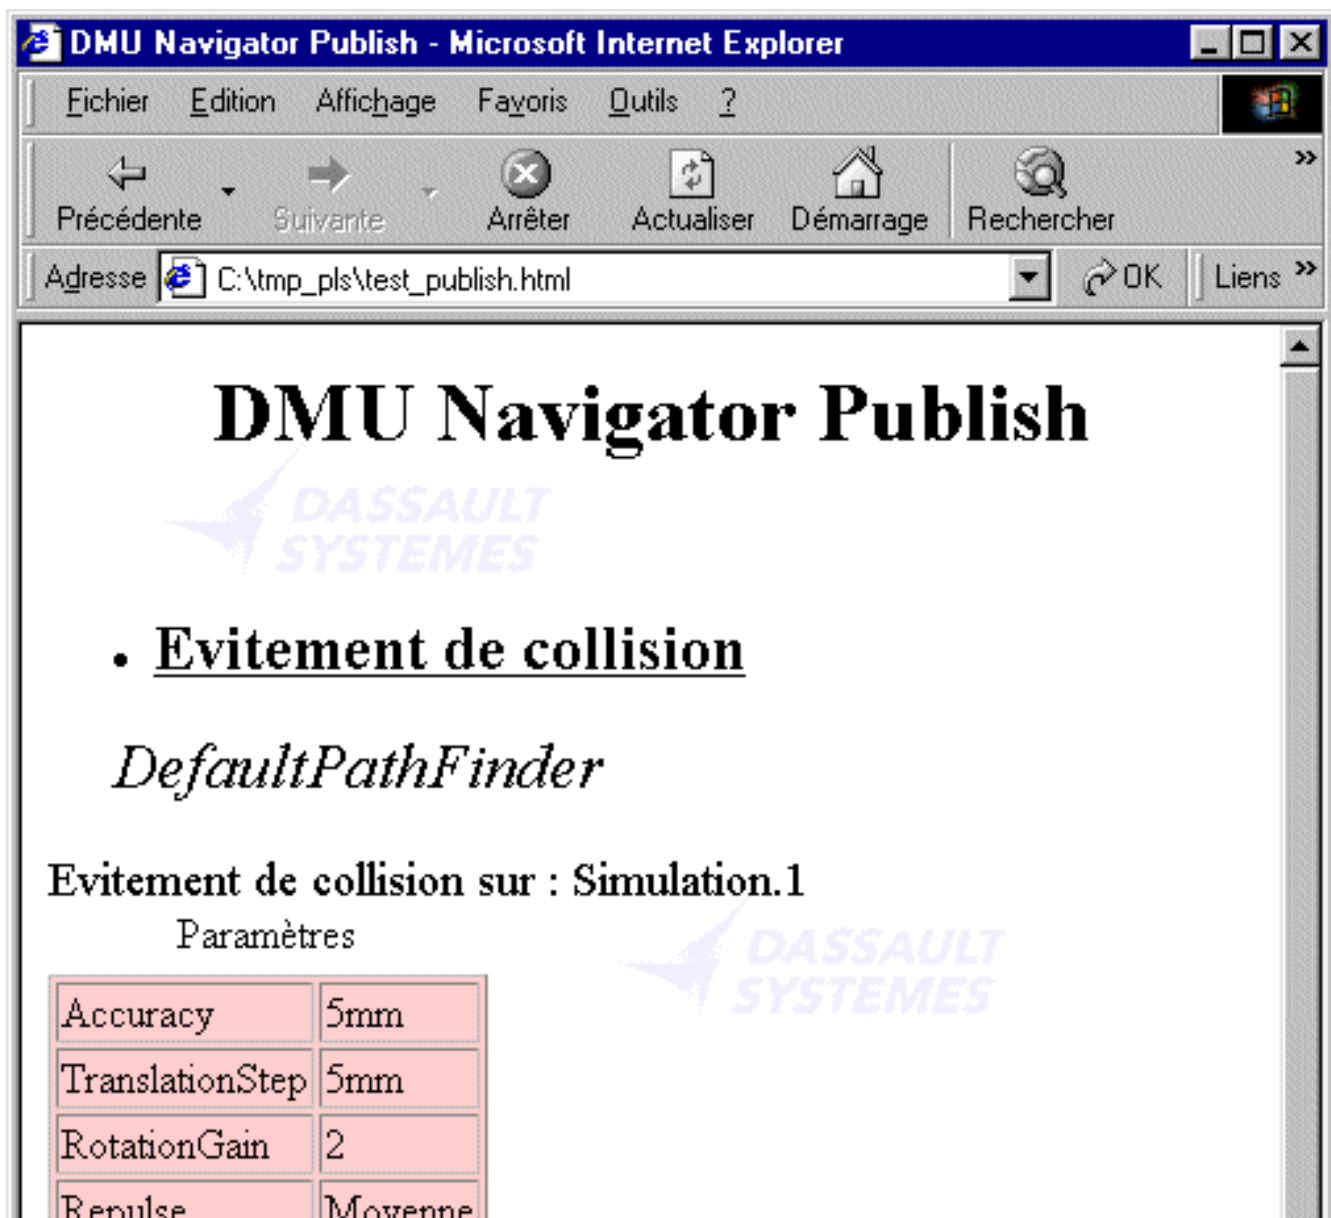 DMU Navigator Publish - Microsoft Internet Explorer
Fichier Edition Affichage Favoris Outils ?
Précédente Suivante Arrêter Actualiser Démarrage Rechercher »
Adresse C:\tmp_pls\test_publish.html OK Liens »
DMU Navigator Publish
DASSAULT
SYSTEMES
• Evitement de collision
DefaultPathFinder
Evitement de collision sur : Simulation.1
Paramètres
DASSAULT
SYSTEMES
Accuracy 5mm
TranslationStep 5mm
RotationGain 2
Repulse Moyenne